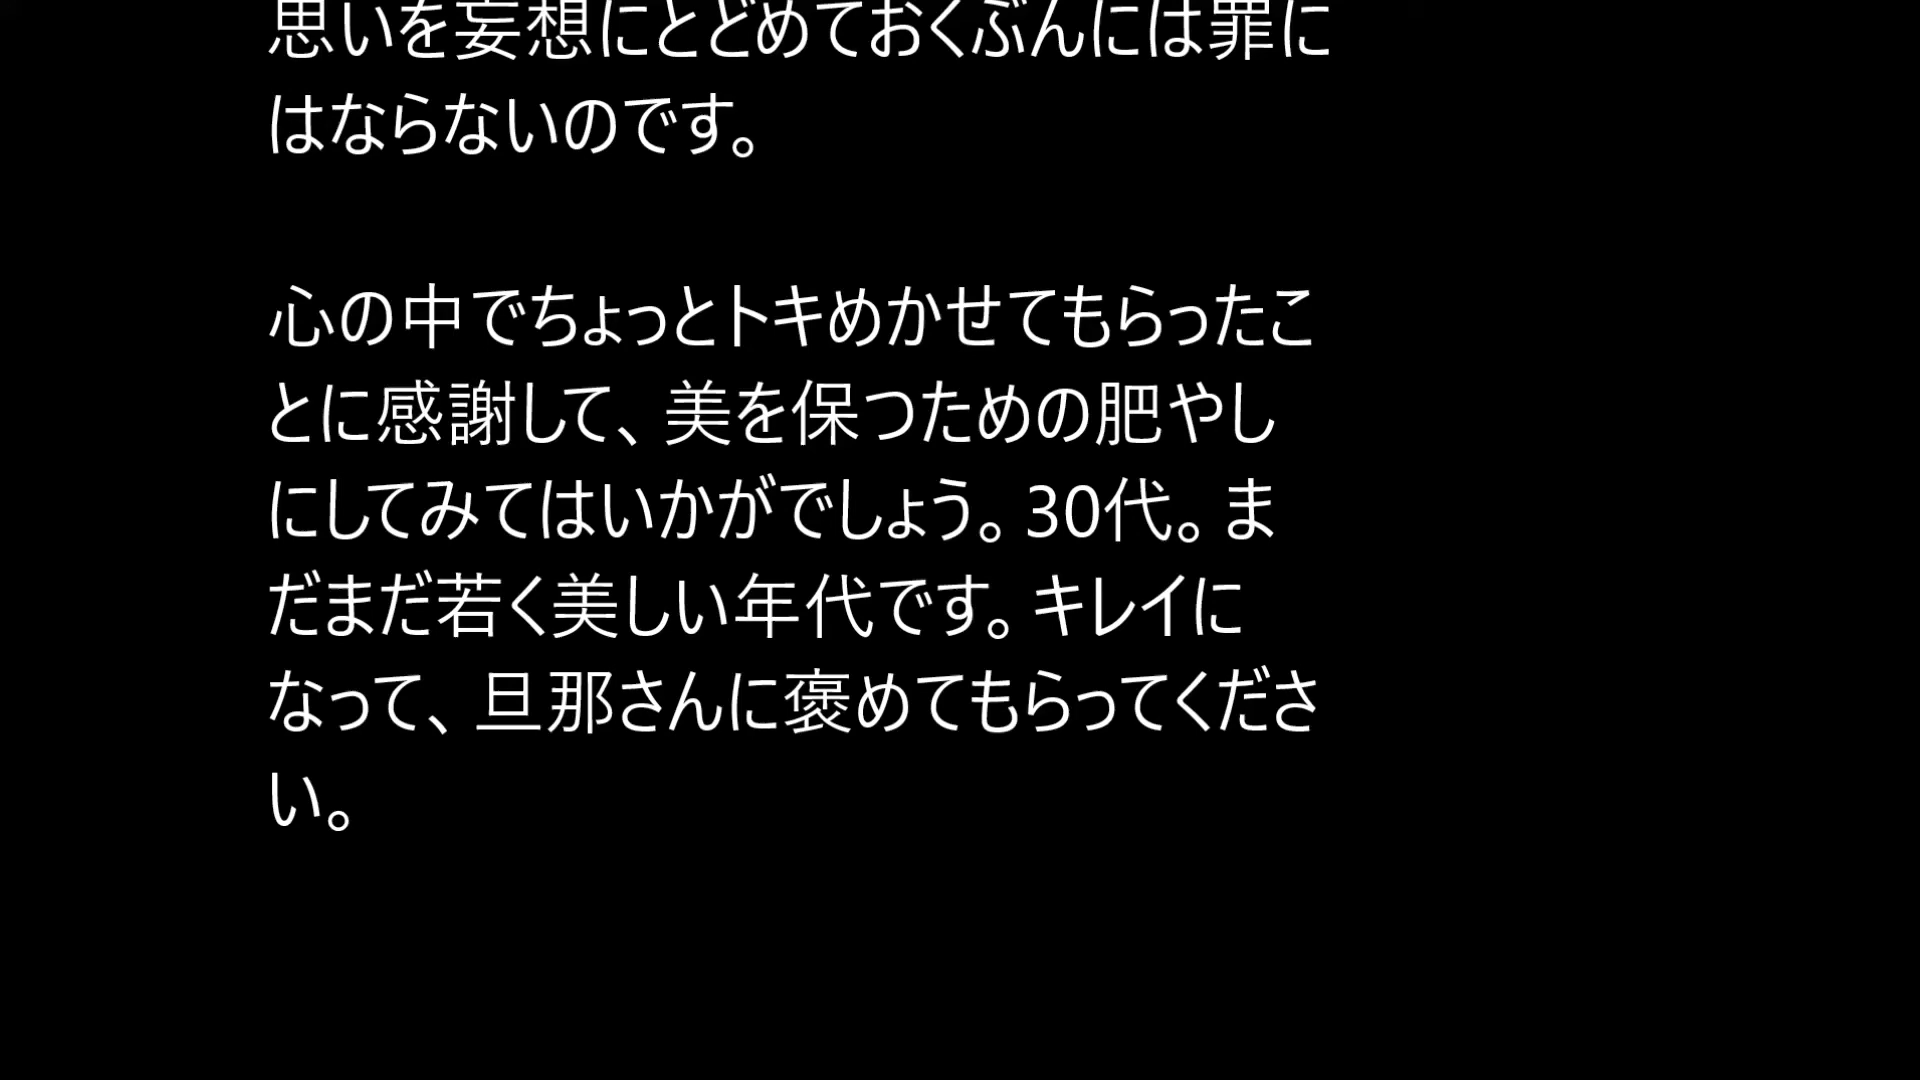 思いを妄想にとどめておくぶんには罪に
はならないのです。
心の中でちょっとトキめかせてもらったこ
とに感謝して、美を保つための肥やし
にしてみてはいかがでしょう。30代。ま
だまだ若く美しい年代です。キレイに
なって、旦那さんに褒めてもらってくださ
い。